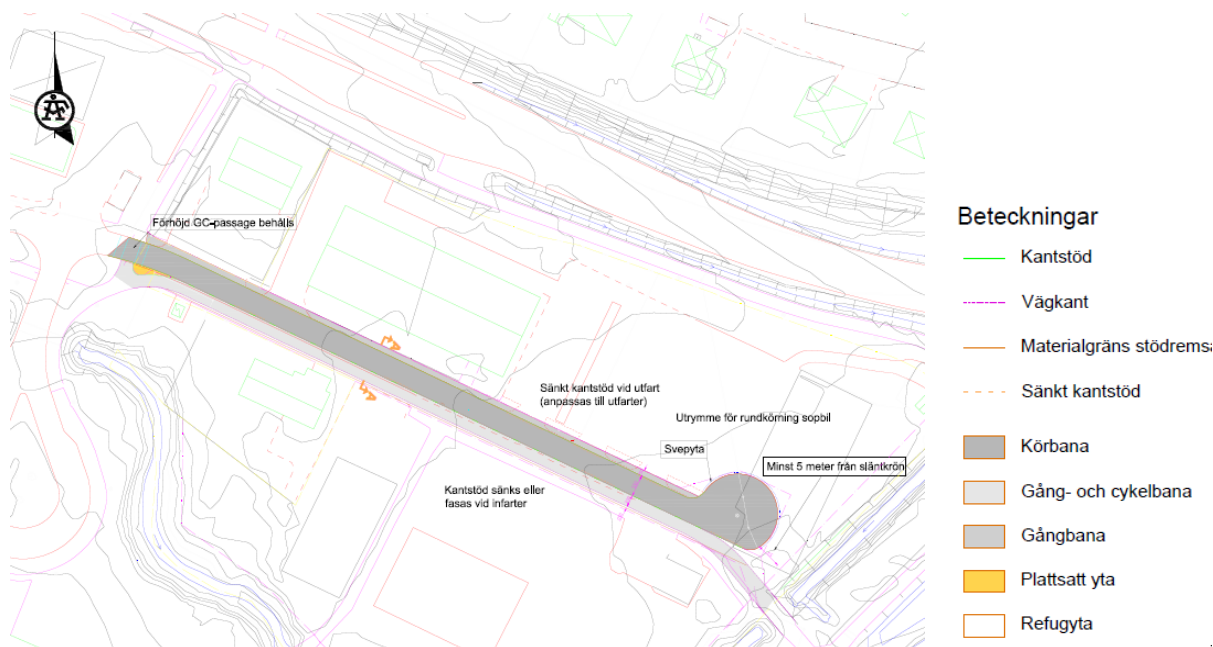 ÅF
Förhöjd GC-passage behålls
Sänkt kantstöd vid utfart
(anpassas till utfarter)
Utrymme för rundkörning sopbil
Svepyta
Minst 5 meter från släntkrön
Kantstöd sänks eller
fasas vid infarter
Beteckningar
Kantstöd
Vägkant
Materialgräns stödremsa
Sänkt kantstöd
Körbana
Gång- och cykelbana
Gångbana
Plattsatt yta
Refugyta